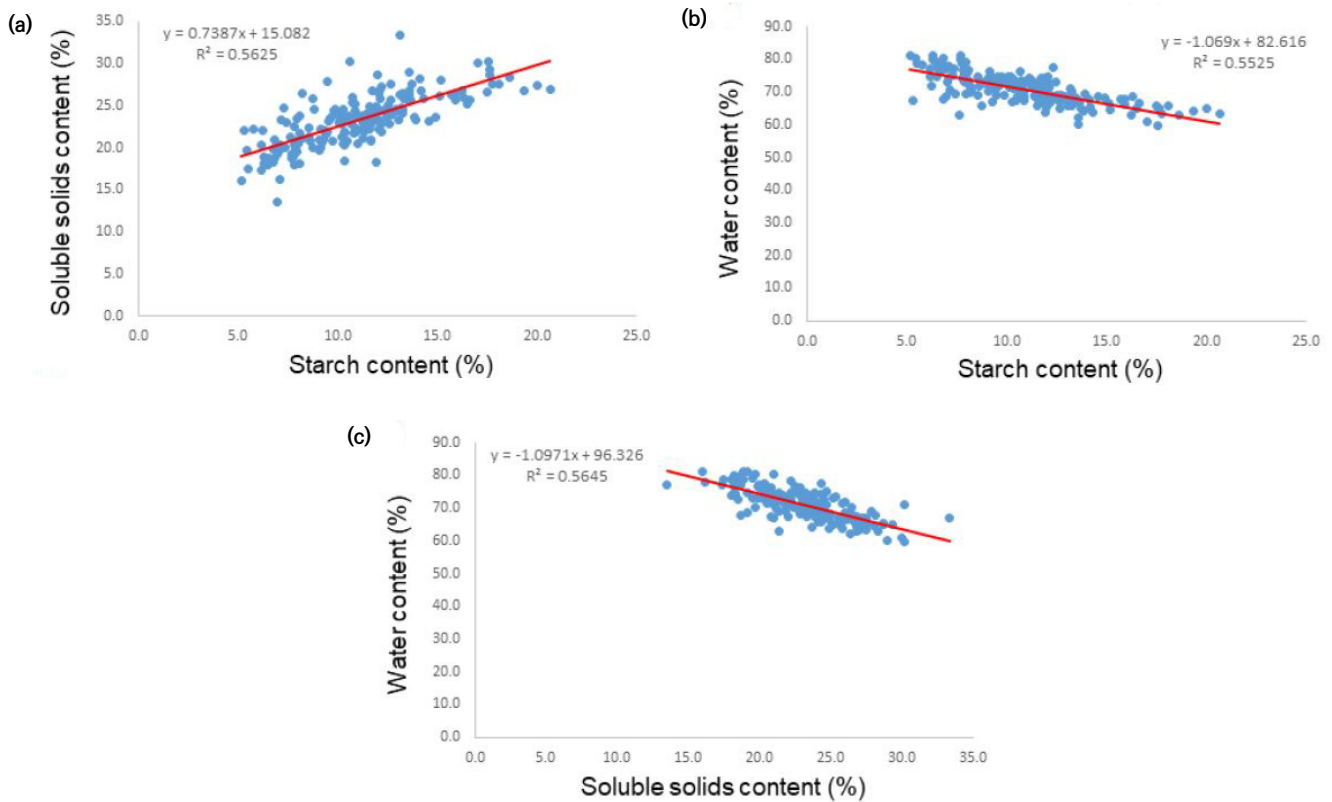 (a)
Soluble solids content (%)
35.0
30.0
25.0
20.0
15.0
10.0
5.0
0.0
y = 0.7387x + 15.082
R² = 0.5625
0.0 5.0 10.0 15.0 20.0 25.0
Starch content (%)
(b)
Water content (%)
90.0
80.0
70.0
60.0
50.0
40.0
30.0
20.0
10.0
0.0
y = -1.069x + 82.616
R² = 0.5525
0.0 5.0 10.0 15.0 20.0 25.0
Starch content (%)
(c)
Water content (%)
90.0
80.0
70.0
60.0
50.0
40.0
30.0
20.0
10.0
0.0
y = -1.0971x + 96.326
R² = 0.5645
0.0 5.0 10.0 15.0 20.0 25.0 30.0 35.0
Soluble solids content (%)